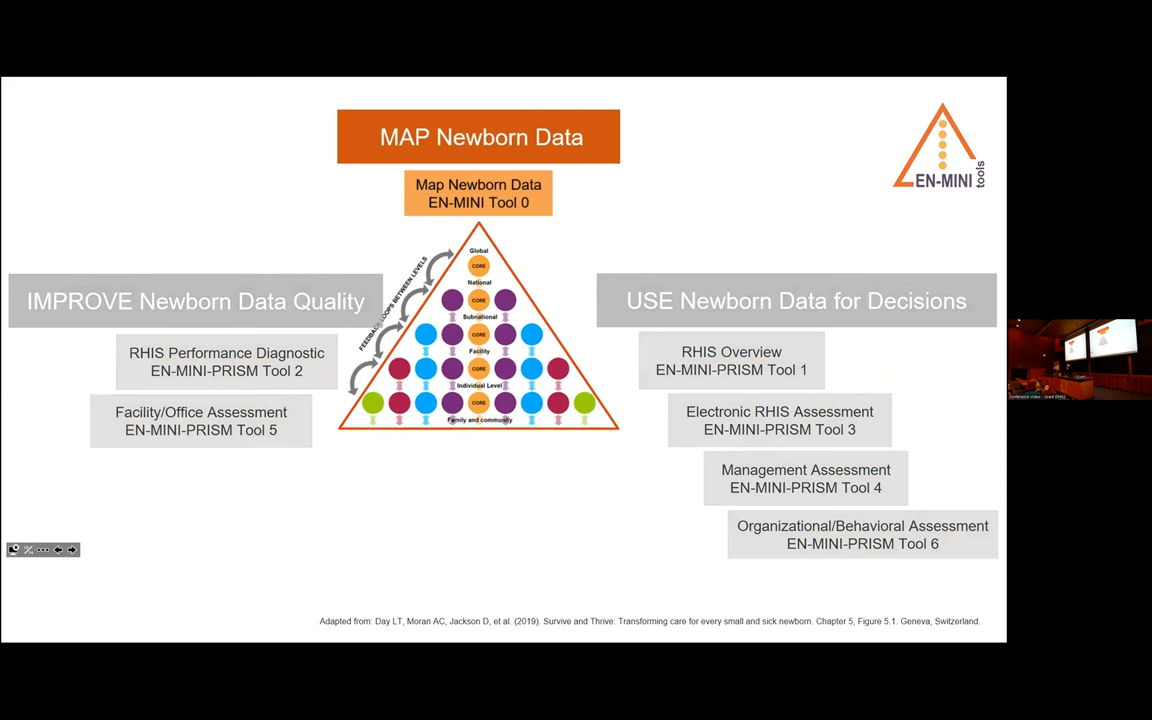 MAP Newborn Data
Map Newborn Data
EN-MINI Tool 0
EN-MINI
tools
Global
CORE
National
CORE
Subnational
CORE
Facility
CORE
Individual Level
CORE
Family and community
FEEDBACK LOOPS BETWEEN LEVELS
IMPROVE Newborn Data Quality
RHIS Performance Diagnostic
EN-MINI-PRISM Tool 2
Facility/Office Assessment
EN-MINI-PRISM Tool 5
USE Newborn Data for Decisions
RHIS Overview
EN-MINI-PRISM Tool 1
Electronic RHIS Assessment
EN-MINI-PRISM Tool 3
Management Assessment
EN-MINI-PRISM Tool 4
Organizational/Behavioral Assessment
EN-MINI-PRISM Tool 6
Adapted from: Day LT, Moran AC, Jackson D, et al. (2019). Survive and Thrive: Transforming care for every small and sick newborn. Chapter 5, Figure 5.1. Geneva, Switzerland.